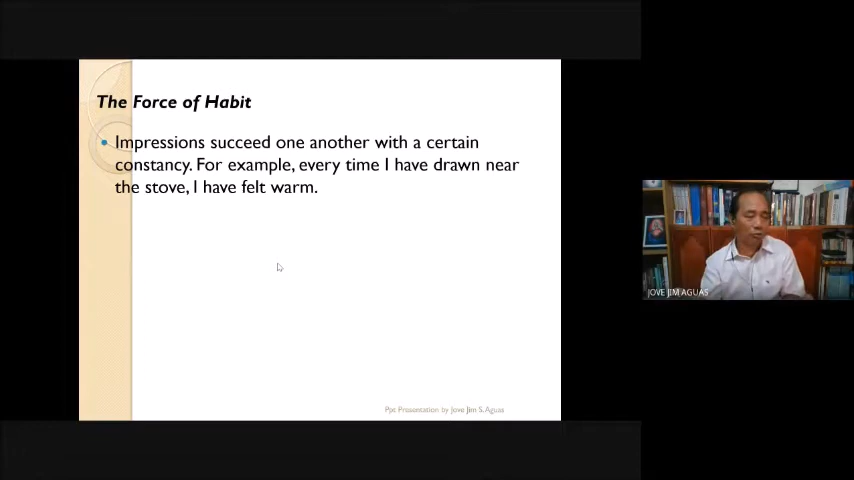 The Force of Habit
Impressions succeed one another with a certain
constancy. For example, every time I have drawn near
the stove, I have felt warm.
JOVE JIM AGUAS
Ppt Presentation by Jove Jim S. Aguas